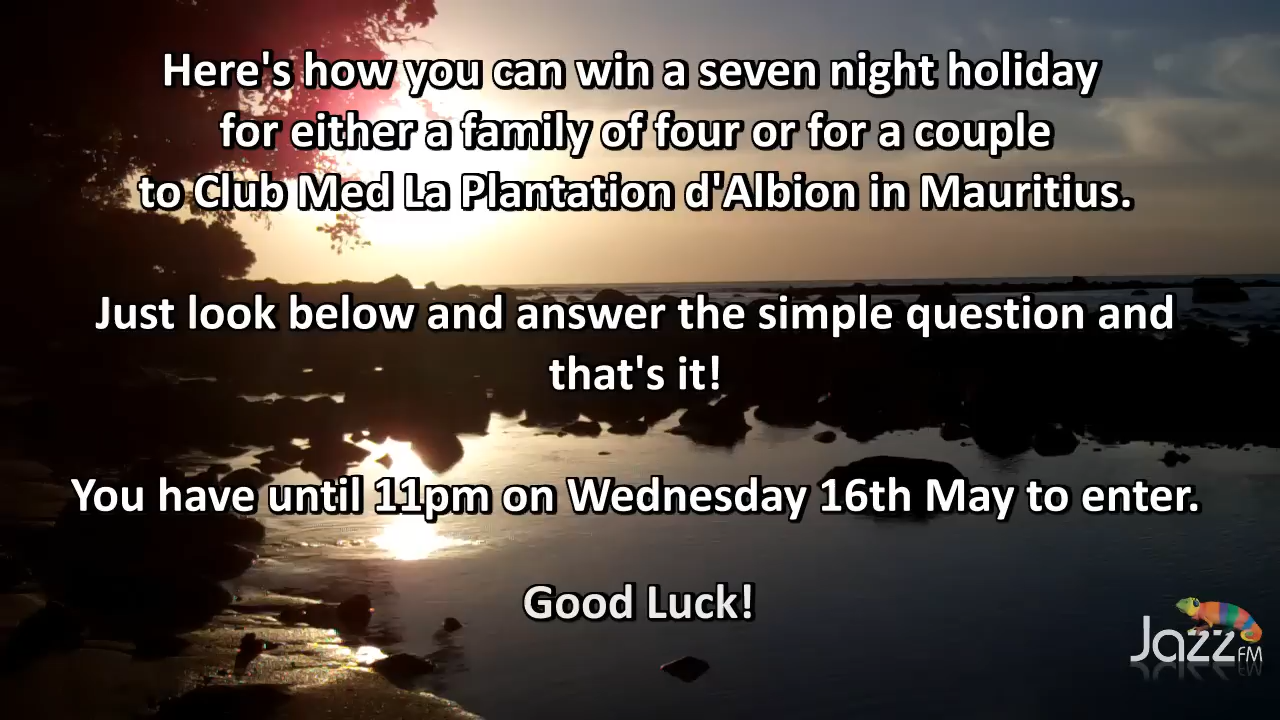 Here's how you can win a seven night holiday
for either a family of four or for a couple
to Club Med La Plantation d'Albion in Mauritius.
Just look below and answer the simple question and
that's it!
You have until 11pm on Wednesday 16th May to enter.
Good Luck!
Jazz FM